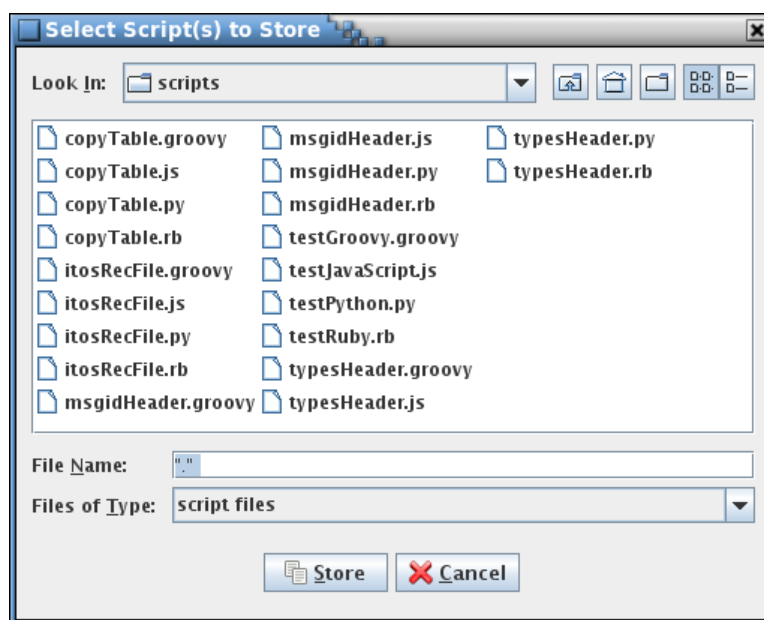 Select Script(s) to Store
Look In: scripts
copyTable.groovy msgidHeader.js typesHeader.py
copyTable.js msgidHeader.py typesHeader.rb
copyTable.py msgidHeader.rb
copyTable.rb testGroovy.groovy
itosRecFile.groovy testJavaScript.js
itosRecFile.js testPython.py
itosRecFile.py testRuby.rb
itosRecFile.rb typesHeader.groovy
msgidHeader.groovy typesHeader.js
File Name: "."
Files of Type: script files
Store Cancel